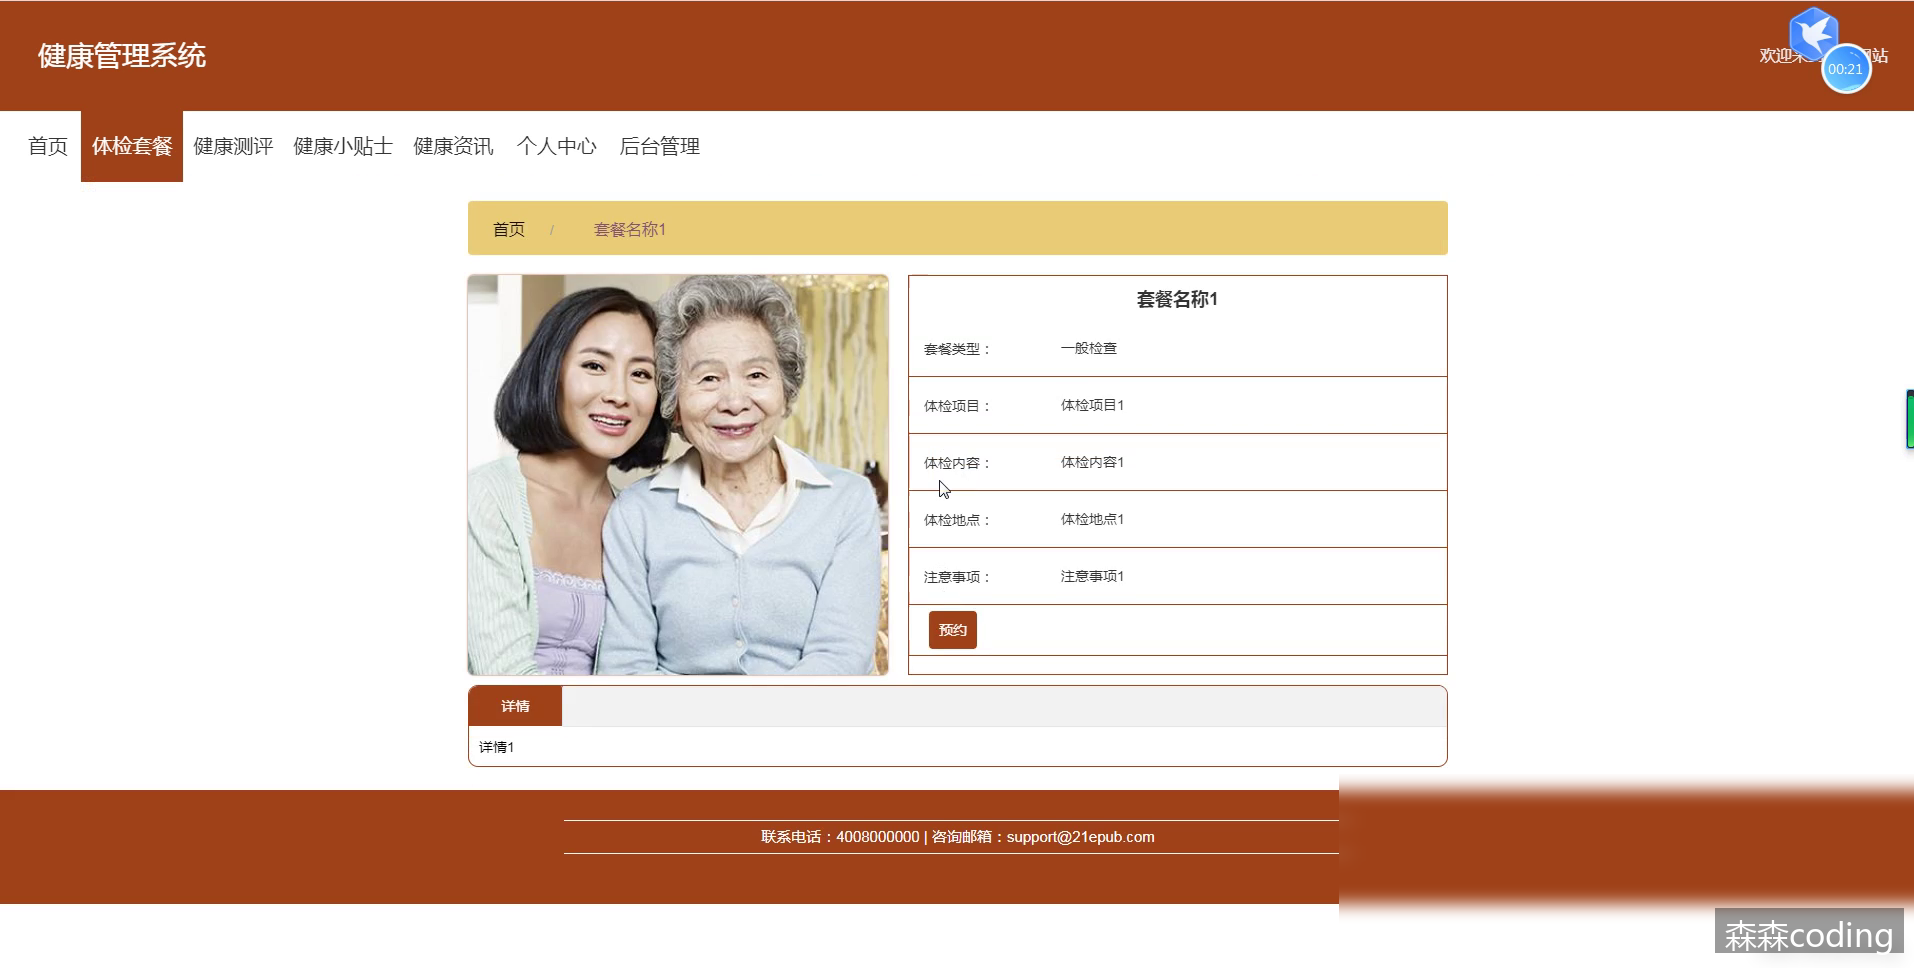 健康管理系统
欢迎来
站
00:21
首页 体检套餐 健康测评 健康小贴士 健康资讯 个人中心 后台管理
首页 / 套餐名称1
套餐名称1
套餐类型： 一般检查
体检项目： 体检项目1
体检内容： 体检内容1
体检地点： 体检地点1
注意事项： 注意事项1
预约
详情
详情1
联系电话：4008000000 | 咨询邮箱：support@21epub.com
森森coding